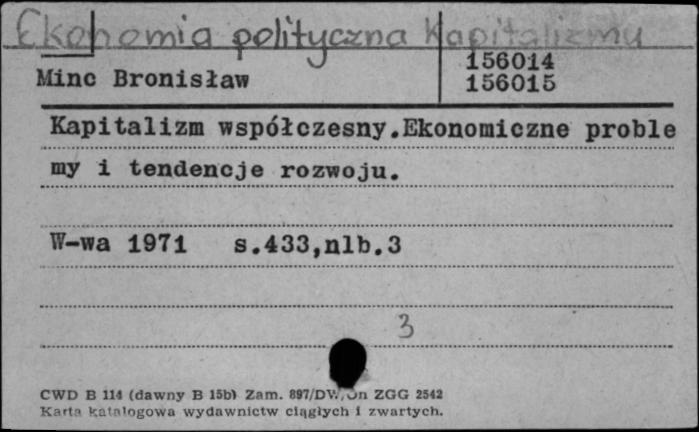 Ekonomia polityczna Kapitalizmu
156014
Minc Bronisław 156015
Kapitalizm współczesny.Ekonomiczne proble
my i tendencje rozwoju.
W-wa 1971 s.433,nlb.3
3
CWD B 114 (dawny B 15b) Zam. 897/DW/Jn ZGG 2542
Karta katalogowa wydawnictw ciągłych i zwartych.